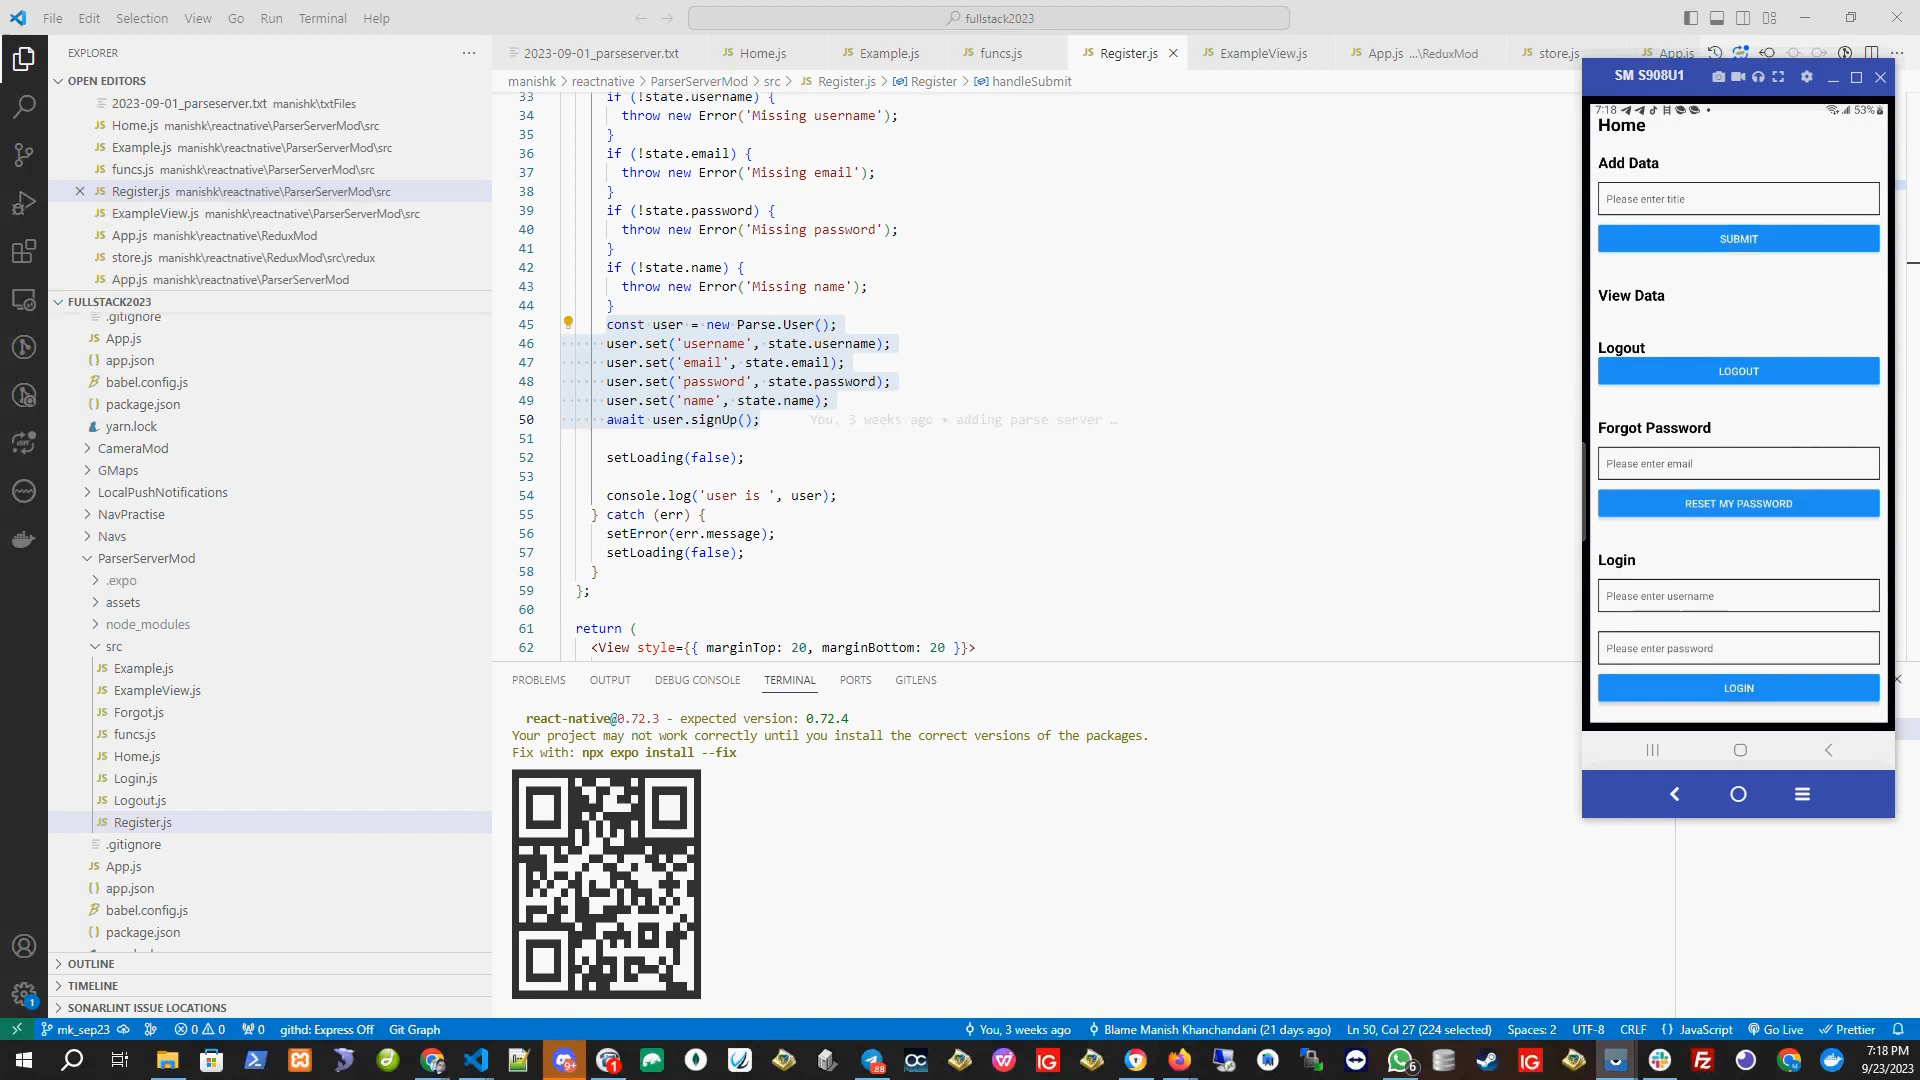 File Edit Selection View Go Run Terminal Help
fullstack2023
EXPLORER
OPEN EDITORS
2023-09-01_parseserver.txt manishk\txtFiles
Home.js manishk\reactnative\ParserServerMod\src
Example.js manishk\reactnative\ParserServerMod\src
funcs.js manishk\reactnative\ParserServerMod\src
Register.js manishk\reactnative\ParserServerMod\src
ExampleView.js manishk\reactnative\ParserServerMod\src
App.js manishk\reactnative\ReduxMod
store.js manishk\reactnative\ReduxMod\src\redux
App.js manishk\reactnative\ParserServerMod
FULLSTACK2023
.gitignore
App.js
app.json
babel.config.js
package.json
yarn.lock
CameraMod
GMaps
LocalPushNotifications
NavPractise
Navs
ParserServerMod
.expo
assets
node_modules
src
Example.js
ExampleView.js
Forgot.js
funcs.js
Home.js
Login.js
Logout.js
Register.js
.gitignore
App.js
app.json
babel.config.js
package.json
OUTLINE
TIMELINE
SONARLINT ISSUE LOCATIONS
2023-09-01_parseserver.txt Home.js Example.js funcs.js Register.js ExampleView.js App.js ...\ReduxMod store.js App.js
manishk > reactnative > ParserServerMod > src > Register.js > Register > handleSubmit
33 if (!state.username) {
34 throw new Error('Missing username');
35 }
36 if (!state.email) {
37 throw new Error('Missing email');
38 }
39 if (!state.password) {
40 throw new Error('Missing password');
41 }
42 if (!state.name) {
43 throw new Error('Missing name');
44 }
45 const user = new Parse.User();
46 user.set('username', state.username);
47 user.set('email', state.email);
48 user.set('password', state.password);
49 user.set('name', state.name);
50 await user.signUp(); You, 3 weeks ago • adding parse server …
51
52 setLoading(false);
53
54 console.log('user is ', user);
55 } catch (err) {
56 setError(err.message);
57 setLoading(false);
58 }
59 };
60
61 return (
62 <View style={{ marginTop: 20, marginBottom: 20 }}>
PROBLEMS OUTPUT DEBUG CONSOLE TERMINAL PORTS GITLENS
react-native@0.72.3 - expected version: 0.72.4
Your project may not work correctly until you install the correct versions of the packages.
Fix with: npx expo install --fix
SM S908U1
7:18 53%
Home
Add Data
Please enter title
SUBMIT
View Data
Logout
LOGOUT
Forgot Password
Please enter email
RESET MY PASSWORD
Login
Please enter username
Please enter password
LOGIN
mk_sep23 0 0 0 githd: Express Off Git Graph You, 3 weeks ago Blame Manish Khanchandani (21 days ago) Ln 50, Col 27 (224 selected) Spaces: 2 UTF-8 CRLF {} JavaScript Go Live Prettier
7:18 PM
9/23/2023